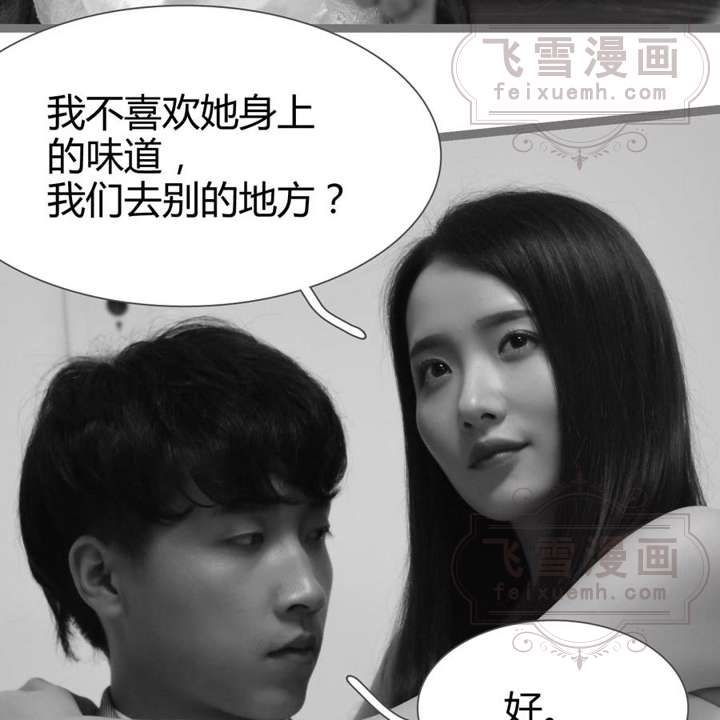 飞雪漫画
feixuemh.com
我不喜欢她身上
的味道，
我们去别的地方？
飞雪漫画
feixuemh.com
好。